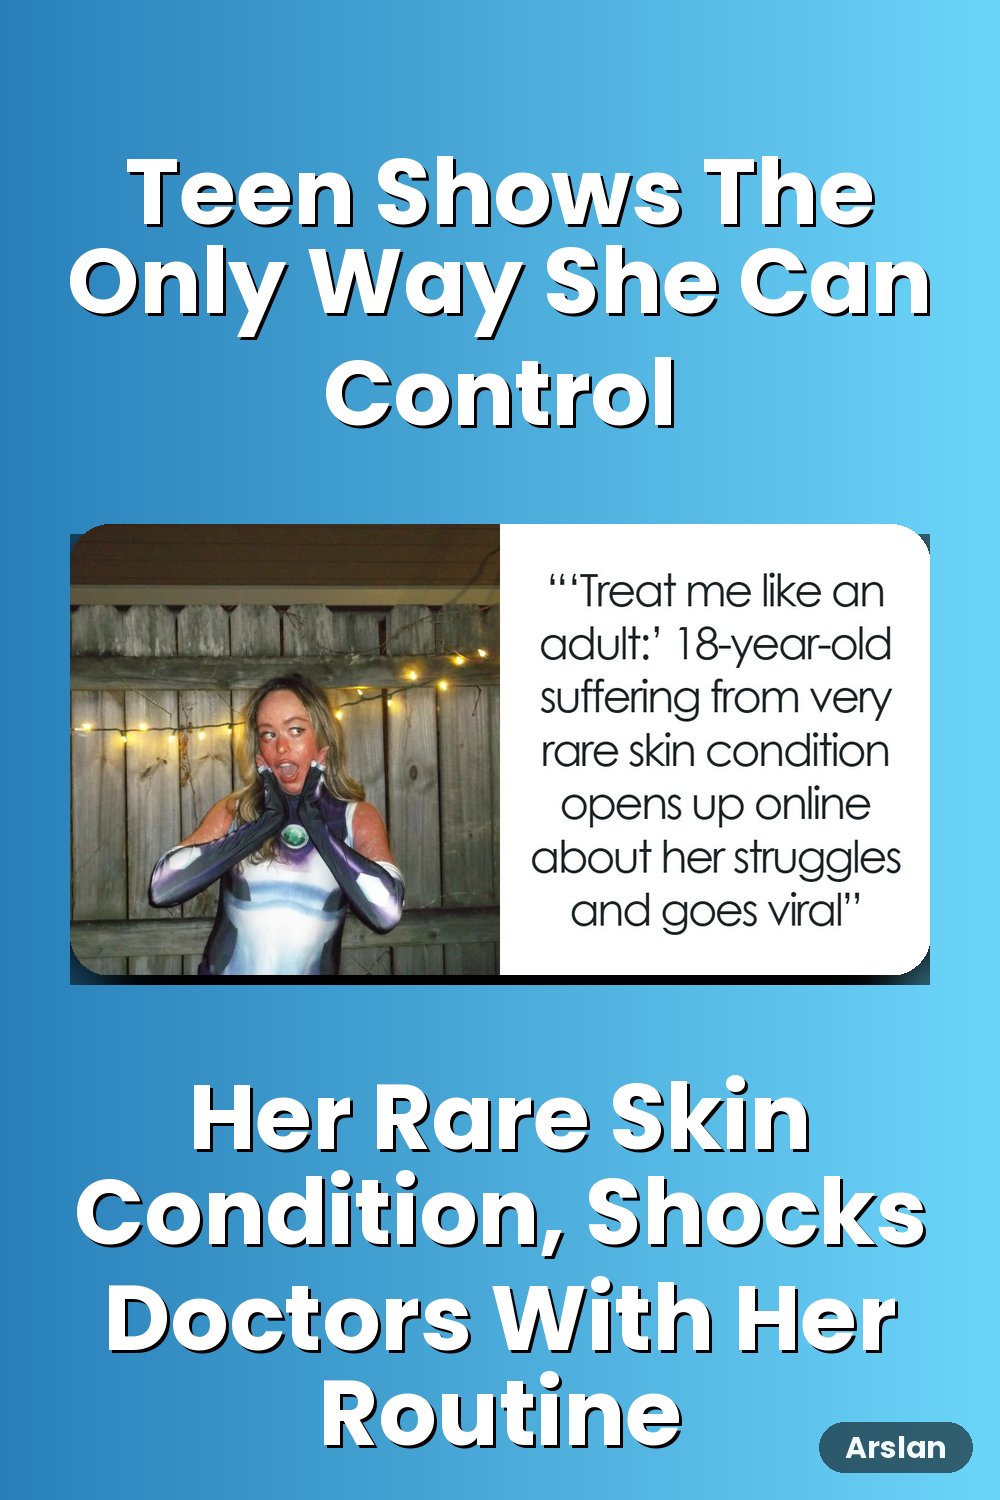 Teen Shows The
Only Way She Can
Control
“‘Treat me like an
adult:’ 18-year-old
suffering from very
rare skin condition
opens up online
about her struggles
and goes viral”
Her Rare Skin
Condition, Shocks
Doctors With Her
Routine
Arslan